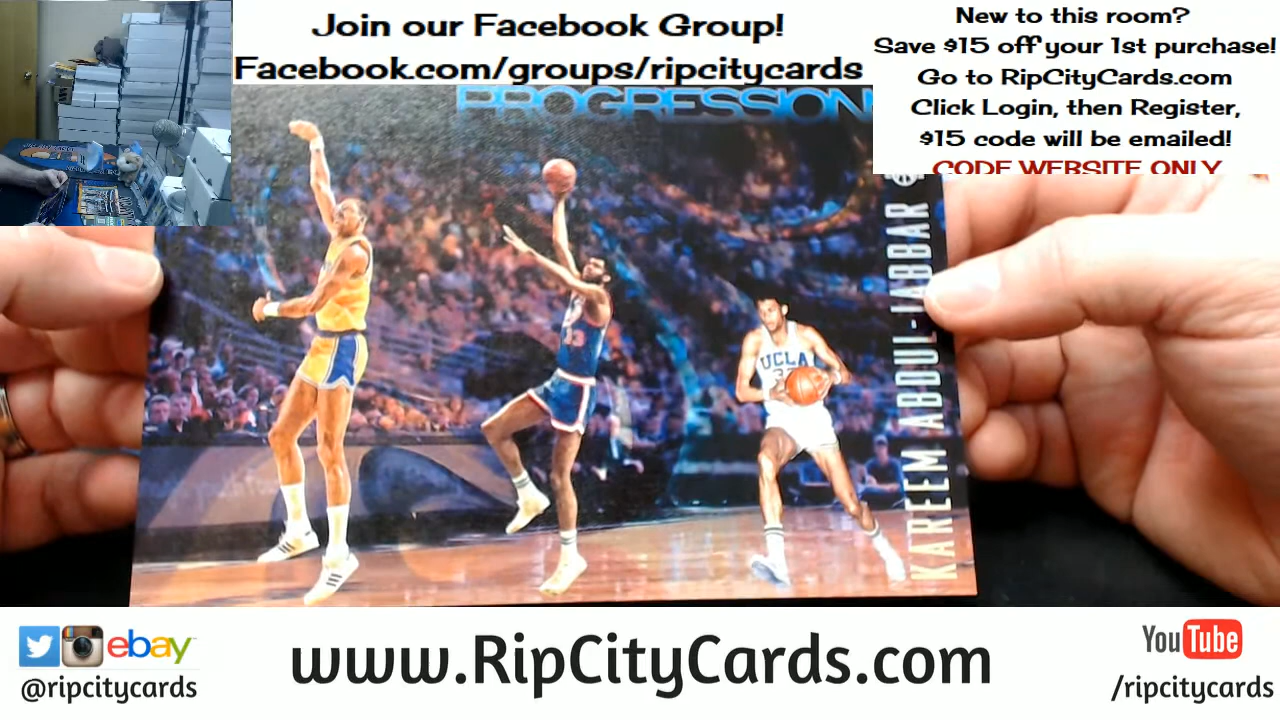 Join our Facebook Group!
Facebook.com/groups/ripcitycards
New to this room?
Save $15 off your 1st purchase!
Go to RipCityCards.com
Click Login, then Register,
$15 code will be emailed!
CODE WEBSITE ONLY
PROGRESSION
KAREEM ABDUL-JABBAR
33
UCLA
ebay
@ripcitycards
www.RipCityCards.com
YouTube
/ripcitycards